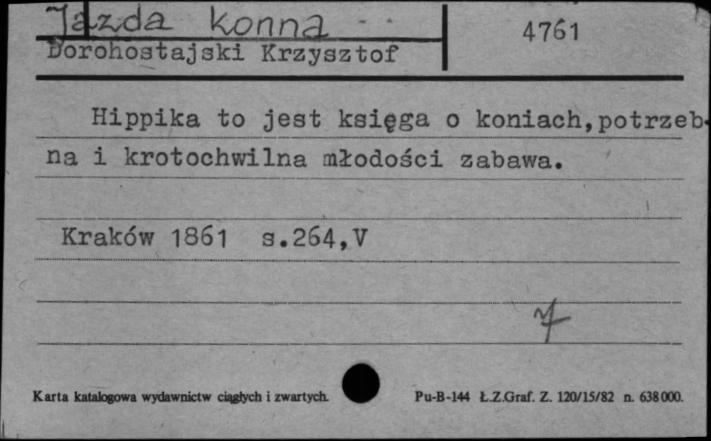 Jazda konna
4761
Dorohostajski Krzysztof
Hippika to jest księga o koniach,potrzeb-
na i krotochwilna młodości zabawa.
Kraków 1861 s.264,V
7
Karta katalogowa wydawnictw ciągłych i zwartych.
Pu-B-144 Ł.Z.Graf. Z. 120/15/82 n. 638000.